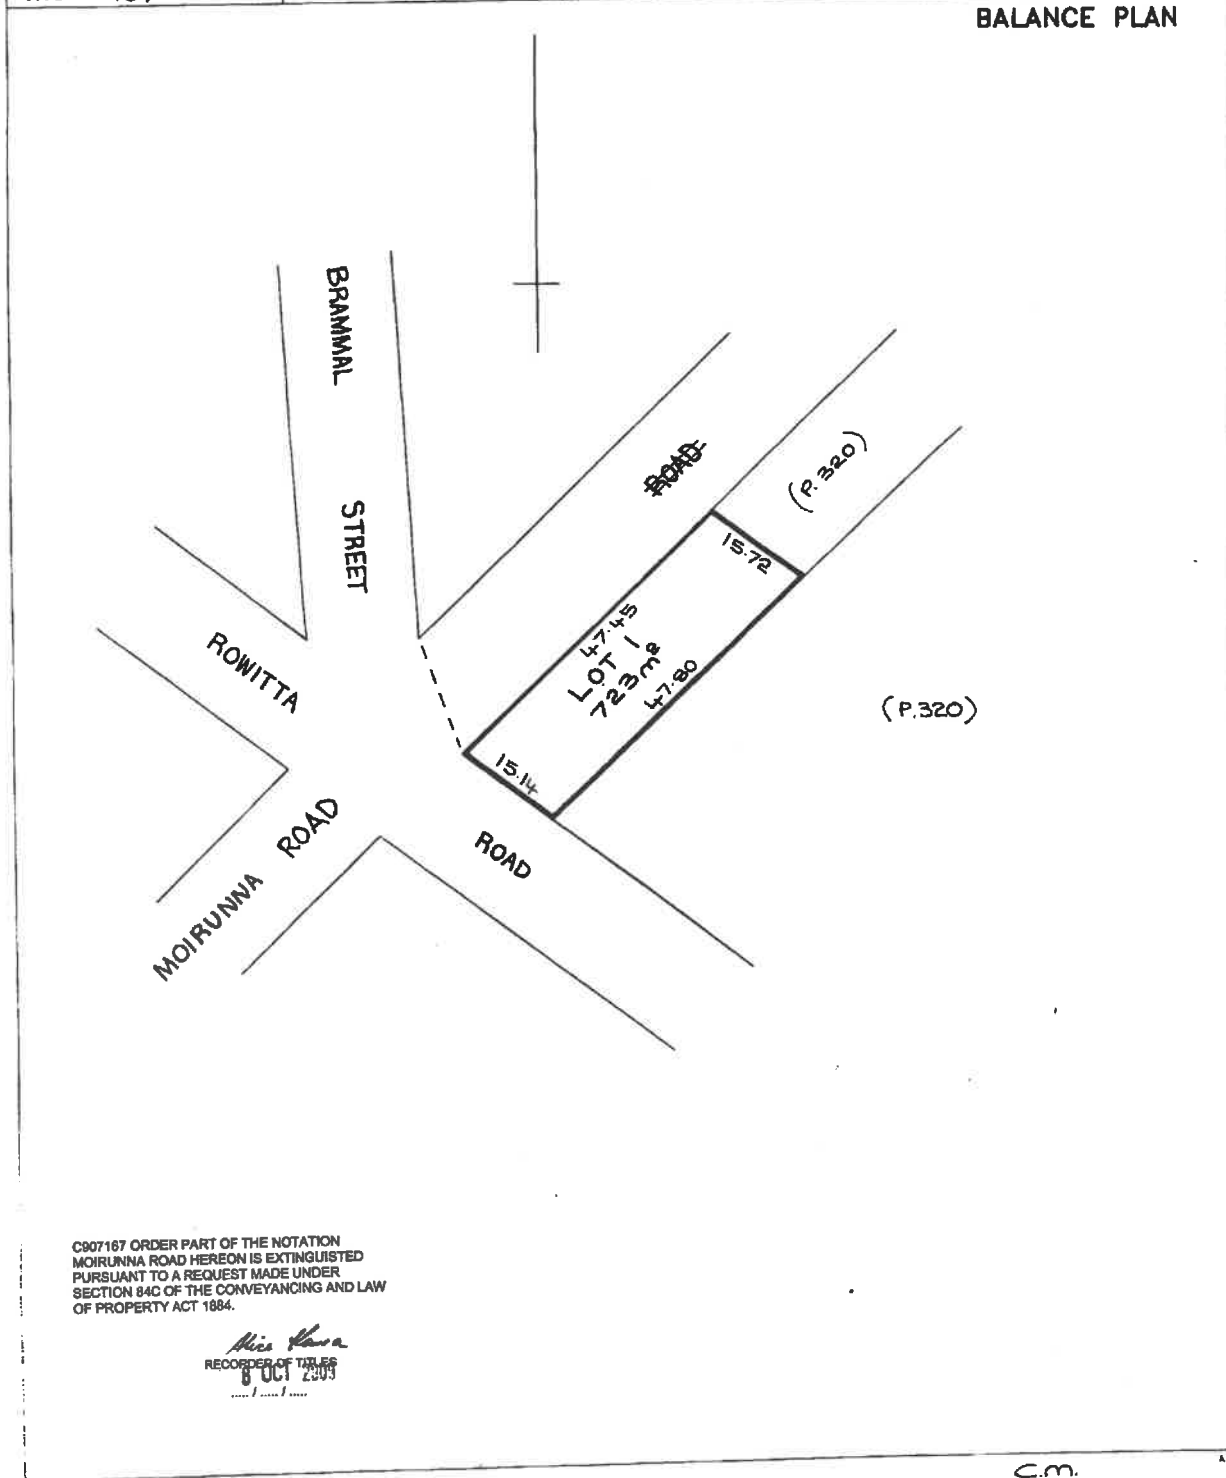 BALANCE PLAN
BRAMMAL
STREET
ROAD
(P. 320)
15.72
47.45
LOT 1
723m²
47.80
(P.320)
ROWITTA
15.14
ROAD
ROAD
MOIRUNNA
C907167 ORDER PART OF THE NOTATION
MOIRUNNA ROAD HEREON IS EXTINGUISTED
PURSUANT TO A REQUEST MADE UNDER
SECTION 84C OF THE CONVEYANCING AND LAW
OF PROPERTY ACT 1884.
RECORDER OF TITLES
8 OCT 2009
...../...../.....
C.M.